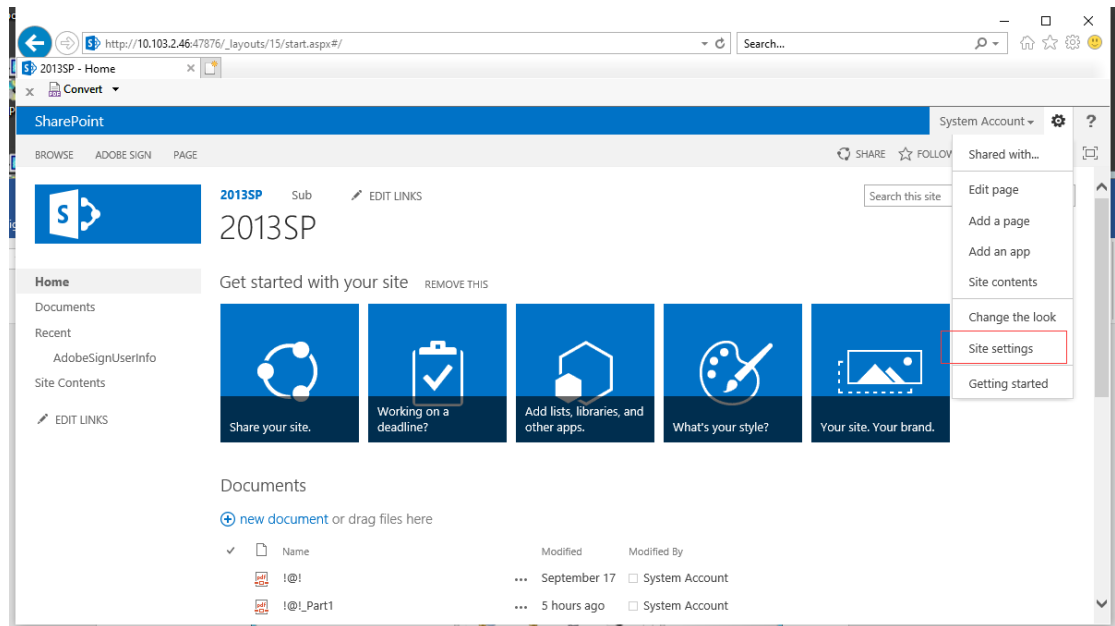 http://10.103.2.46:47876/_layouts/15/start.aspx#/
Search...
2013SP - Home
Convert
SharePoint
System Account
?
BROWSE
ADOBE SIGN
PAGE
SHARE
FOLLOW
Shared with...
Edit page
Add a page
Add an app
Site contents
Change the look
Site settings
Getting started
2013SP
Sub
EDIT LINKS
2013SP
Search this site
Home
Documents
Recent
AdobeSignUserInfo
Site Contents
EDIT LINKS
Get started with your site
REMOVE THIS
Share your site.
Working on a
deadline?
Add lists, libraries, and
other apps.
What's your style?
Your site. Your brand.
Documents
new document or drag files here
Name
Modified
Modified By
!@!
... September 17
System Account
!@!_Part1
... 5 hours ago
System Account